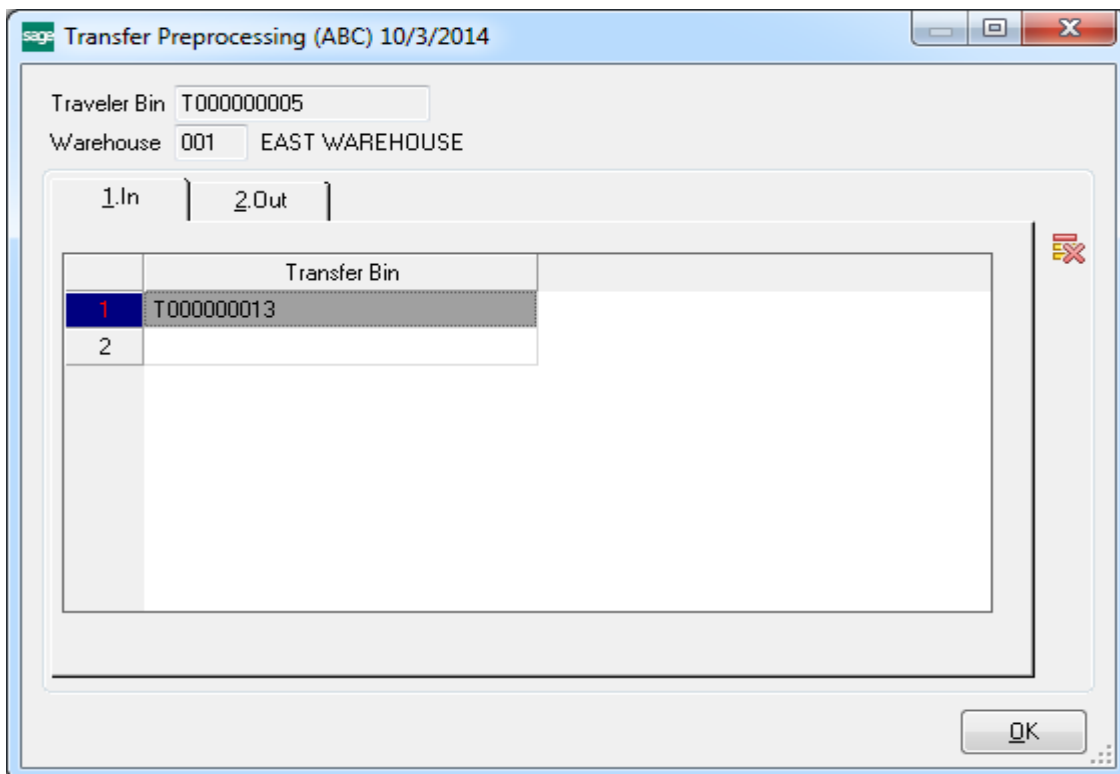 sage Transfer Preprocessing (ABC) 10/3/2014
Traveler Bin T000000005
Warehouse 001 EAST WAREHOUSE
1.In 2.Out
Transfer Bin
1 T000000013
2
OK